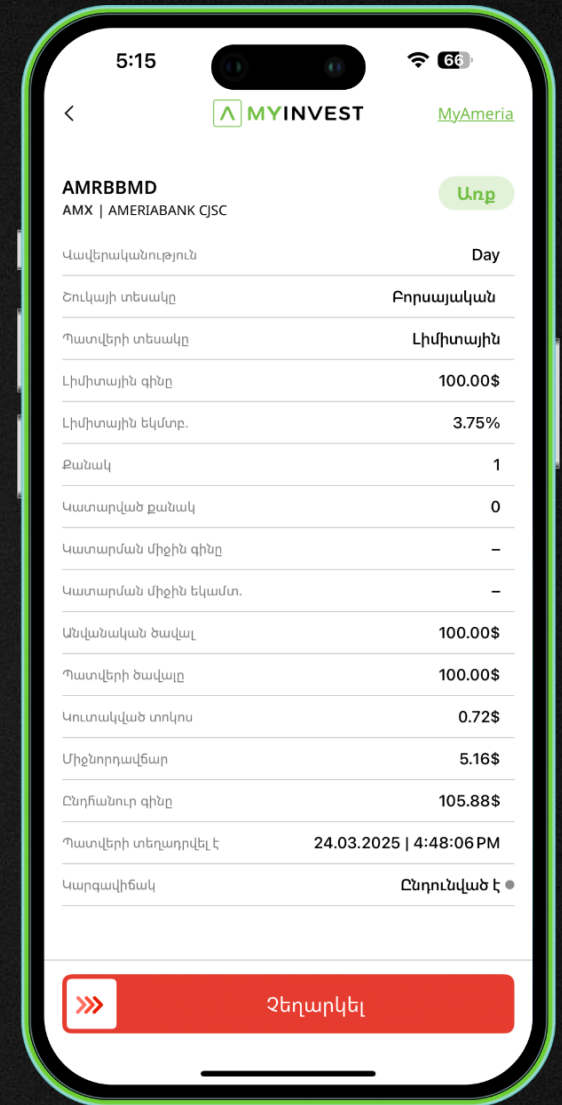 5:15
66
MYINVEST
MyAmeria
AMRBBMD
Առք
AMX | AMERIABANK CJSC
Վավերականություն Day
Շուկայի տեսակը Բորսայական
Պատվերի տեսակը Լիմիտային
Լիմիտային գինը 100.00$
Լիմիտային եկմտբ. 3.75%
Քանակ 1
Կատարված քանակ 0
Կատարման միջին գինը –
Կատարման միջին եկամտ. –
Անվանական ծավալ 100.00$
Պատվերի ծավալը 100.00$
Կուտակված տոկոս 0.72$
Միջնորդավճար 5.16$
Ընդհանուր գինը 105.88$
Պատվերի տեղադրվել է 24.03.2025 | 4:48:06 PM
Կարգավիճակ Ընդունված է
Չեղարկել